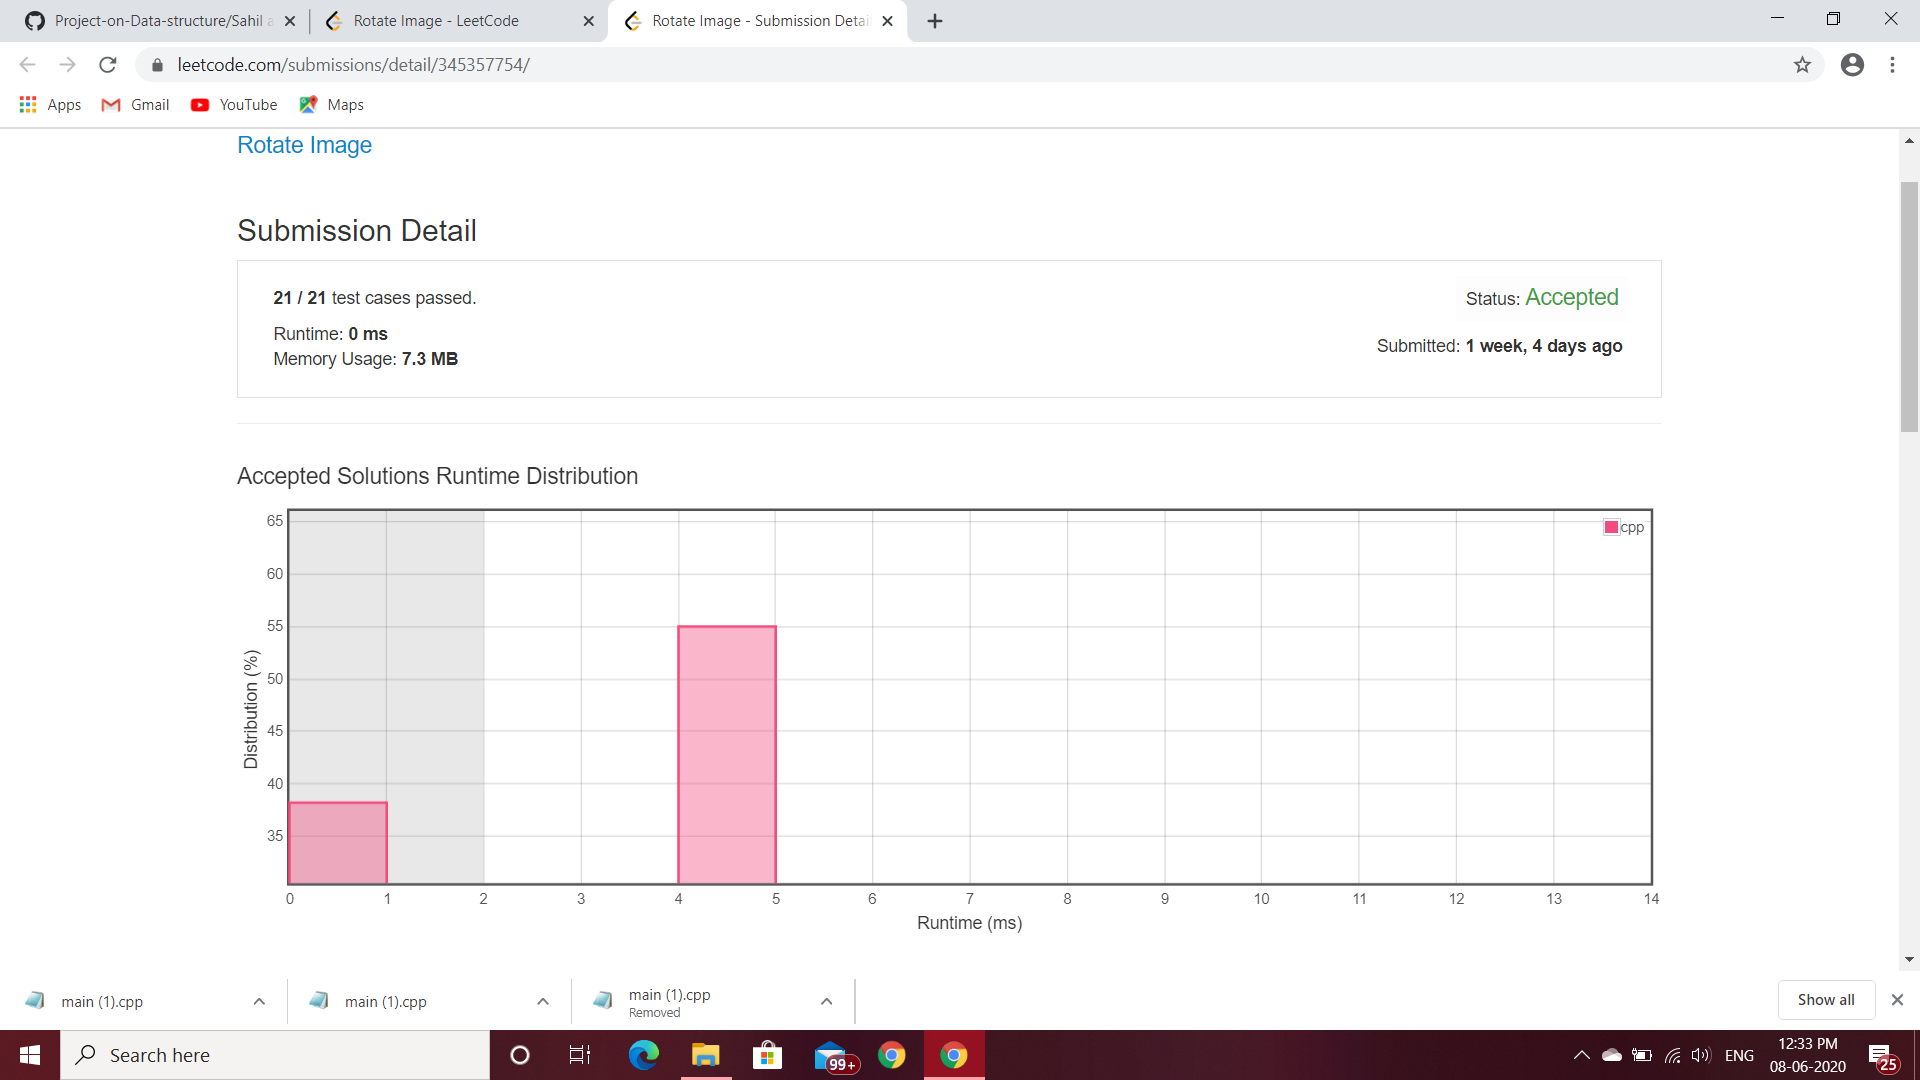 Project-on-Data-structure/Sahil a
Rotate Image - LeetCode
Rotate Image - Submission Detai
leetcode.com/submissions/detail/345357754/
Apps
Gmail
YouTube
Maps
Rotate Image
Submission Detail
21 / 21 test cases passed.
Status: Accepted
Runtime: 0 ms
Submitted: 1 week, 4 days ago
Memory Usage: 7.3 MB
Accepted Solutions Runtime Distribution
65
cpp
60
55
50
45
40
35
Distribution (%)
0 1 2 3 4 5 6 7 8 9 10 11 12 13 14
Runtime (ms)
main (1).cpp
main (1).cpp
main (1).cpp
Removed
Show all
Search here
99+
ENG
12:33 PM
08-06-2020
25